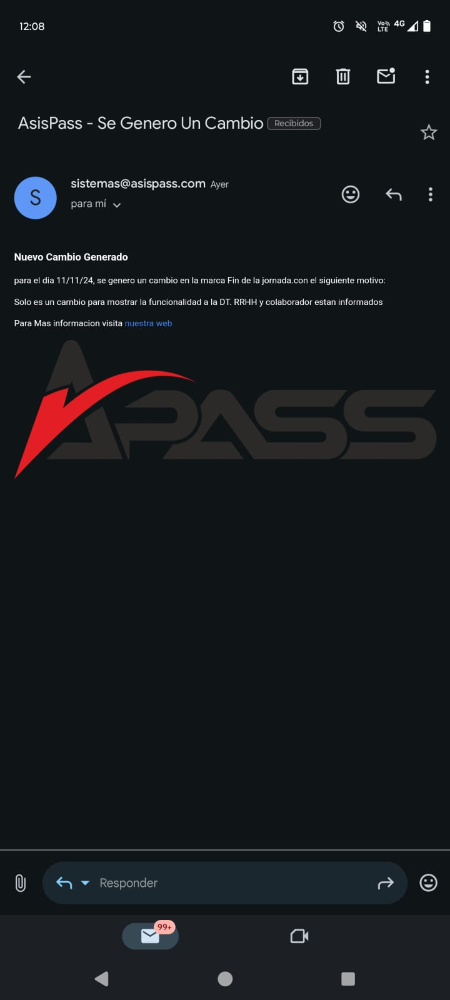 12:08
Vo LTE 4G
AsisPass - Se Genero Un Cambio Recibidos
S
sistemas@asispass.com Ayer
para mí
Nuevo Cambio Generado
para el dia 11/11/24, se genero un cambio en la marca Fin de la jornada.con el siguiente motivo:
Solo es un cambio para mostrar la funcionalidad a la DT. RRHH y colaborador estan informados
Para Mas informacion visita nuestra web
APASS
Responder
99+